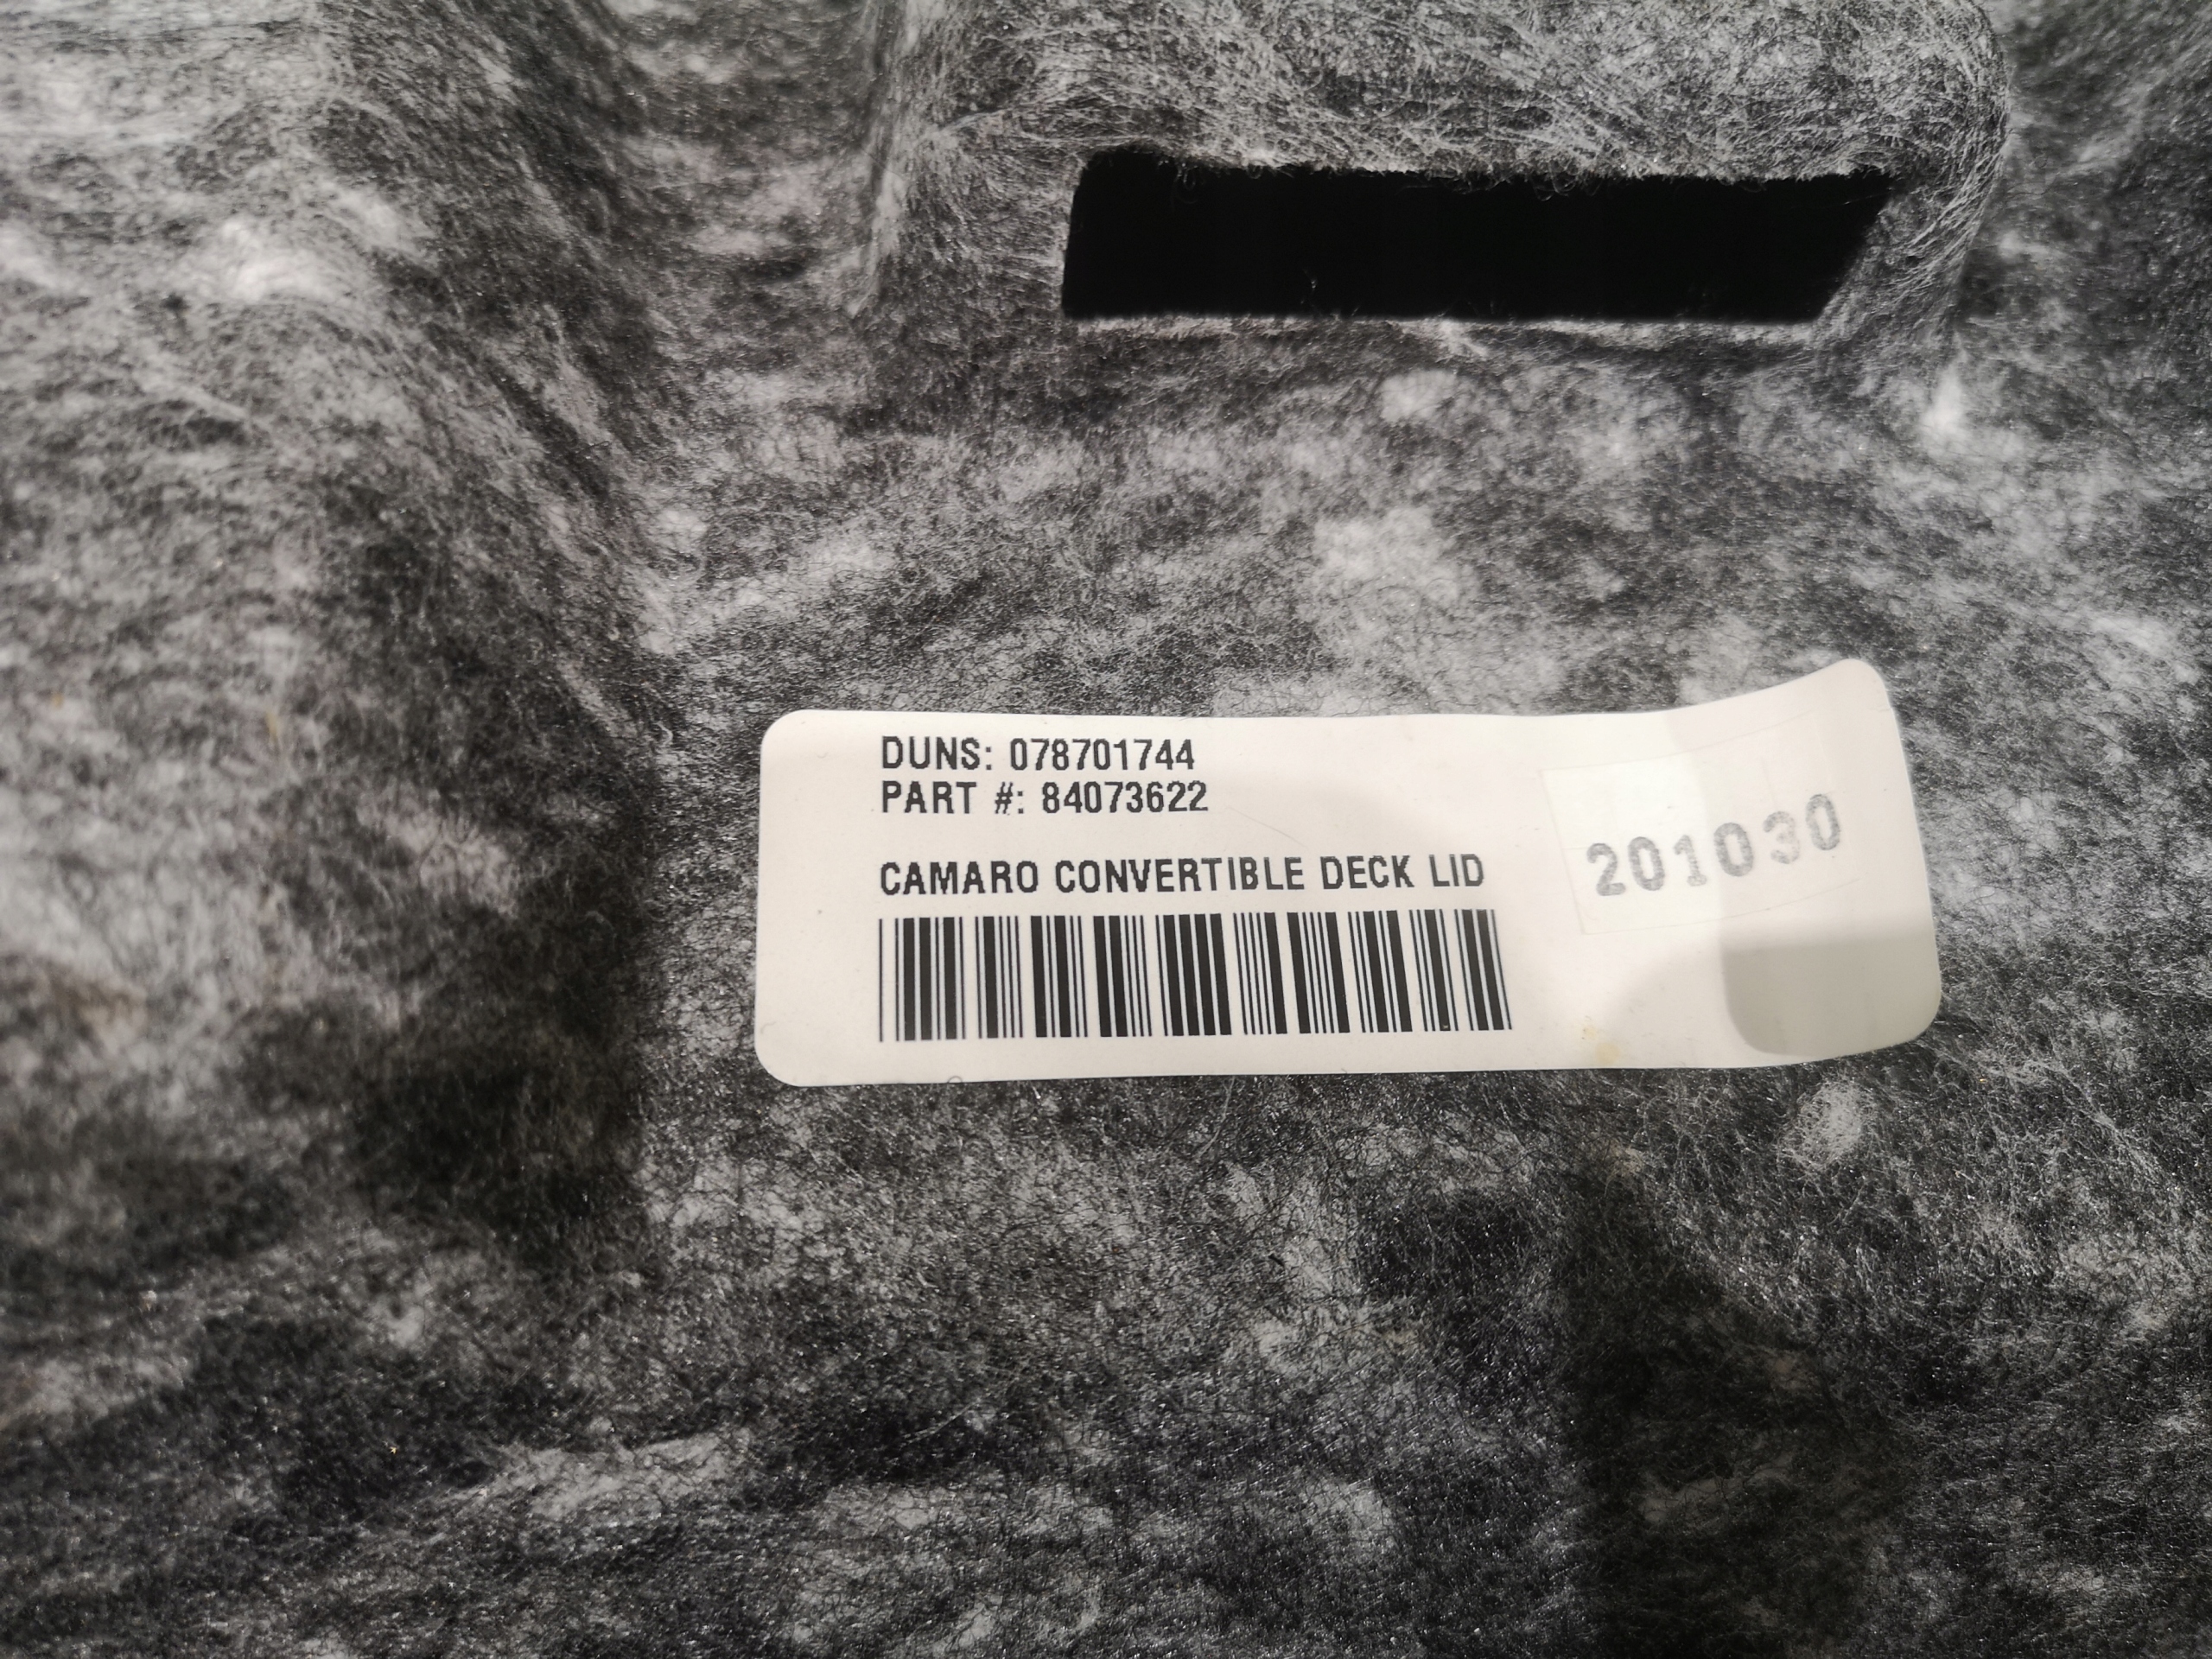 DUNS: 078701744
PART #: 84073622
CAMARO CONVERTIBLE DECK LID
201030